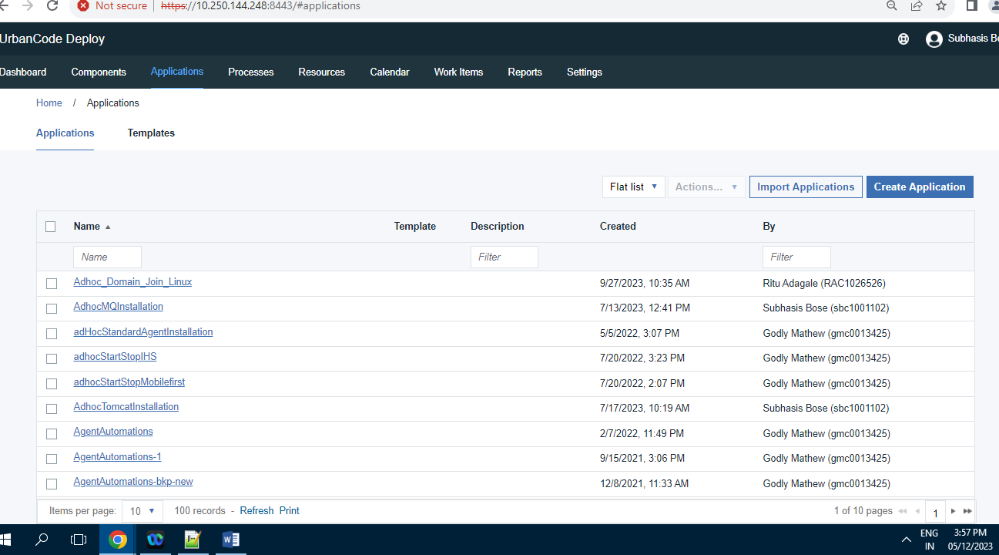 Not secure | https://10.250.144.248:8443/#applications
UrbanCode Deploy
Subhasis Bo
Dashboard Components Applications Processes Resources Calendar Work Items Reports Settings
Home / Applications
Applications Templates
Flat list Actions... Import Applications Create Application
Name Template Description Created By
Name Filter Filter
Adhoc_Domain_Join_Linux 9/27/2023, 10:35 AM Ritu Adagale (RAC1026526)
AdhocMQInstallation 7/13/2023, 12:41 PM Subhasis Bose (sbc1001102)
adHocStandardAgentInstallation 5/5/2022, 3:07 PM Godly Mathew (gmc0013425)
adhocStartStopIHS 7/20/2022, 3:23 PM Godly Mathew (gmc0013425)
adhocStartStopMobilefirst 7/20/2022, 2:07 PM Godly Mathew (gmc0013425)
AdhocTomcatInstallation 7/17/2023, 10:19 AM Subhasis Bose (sbc1001102)
AgentAutomations 2/7/2022, 11:49 PM Godly Mathew (gmc0013425)
AgentAutomations-1 9/15/2021, 3:06 PM Godly Mathew (gmc0013425)
AgentAutomations-bkp-new 12/8/2021, 11:33 AM Godly Mathew (gmc0013425)
Items per page: 10 100 records - Refresh Print 1 of 10 pages 1
ENG 3:57 PM
IN 05/12/2023